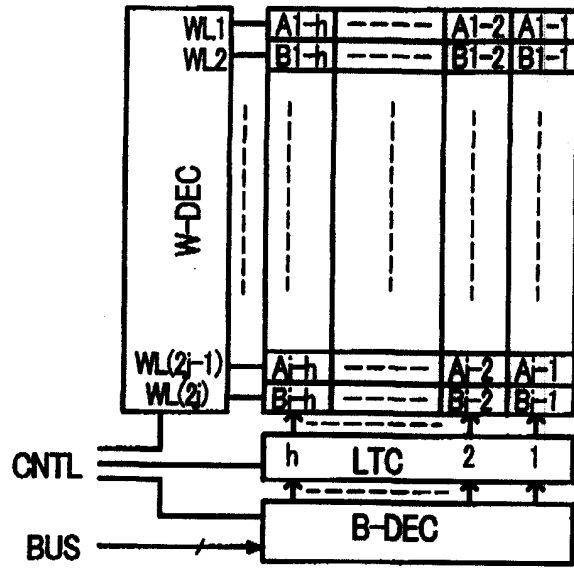 WL1 A1-h A1-2 A1-1
WL2 B1-h B1-2 B1-1
W-DEC
WL(2j-1) Aj-h Aj-2 Aj-1
WL(2j) Bj-h Bj-2 Bj-1
CNTL h LTC 2 1
BUS B-DEC